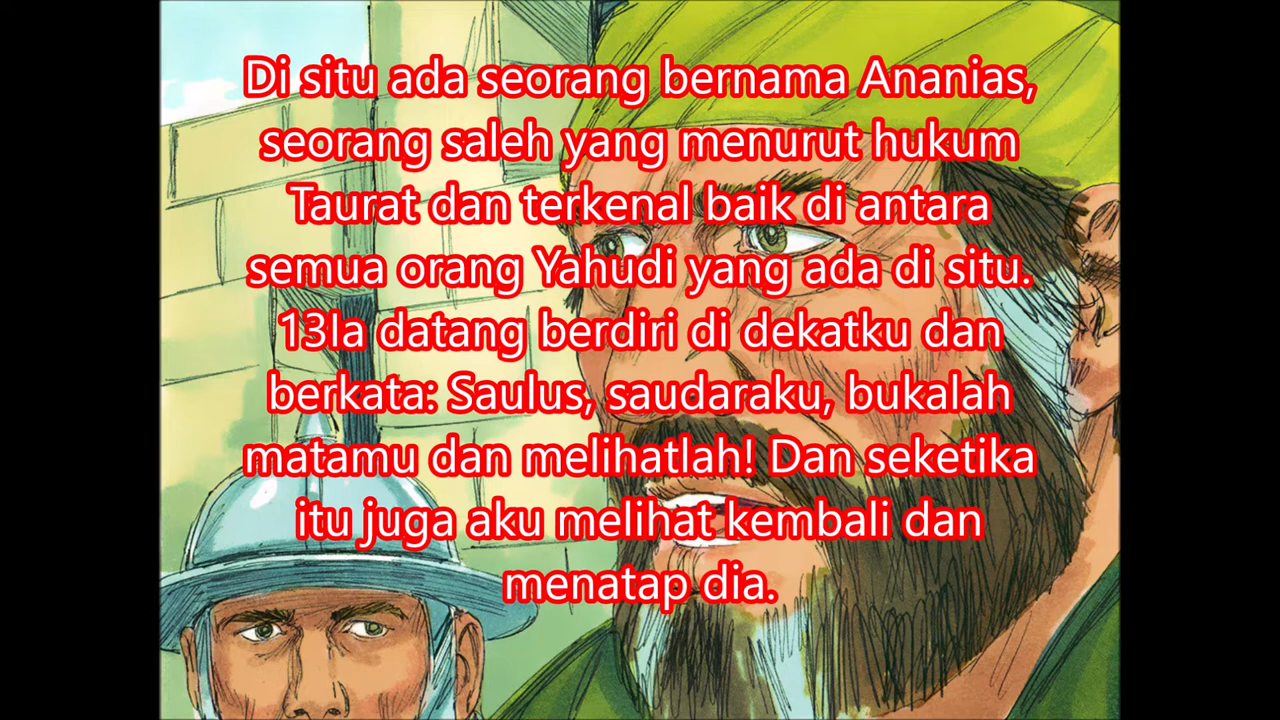 Di situ ada seorang bernama Ananias,
seorang saleh yang menurut hukum
Taurat dan terkenal baik di antara
semua orang Yahudi yang ada di situ.
13Ia datang berdiri di dekatku dan
berkata: Saulus, saudaraku, bukalah
matamu dan melihatlah! Dan seketika
itu juga aku melihat kembali dan
menatap dia.